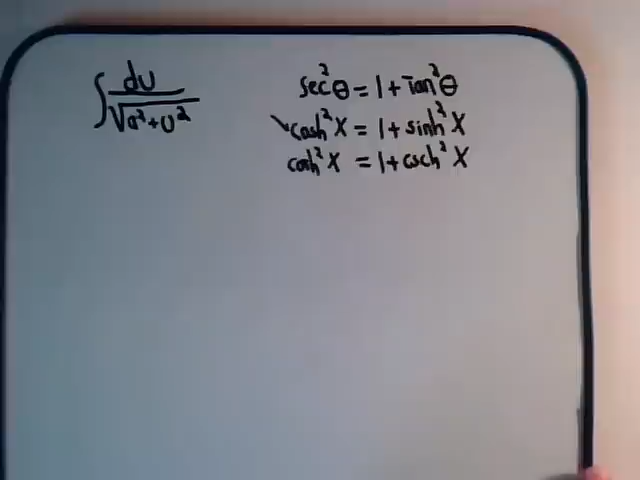 ∫ du / √(a²+u²)
sec²θ = 1 + Tan²θ
cosh²X = 1 + sinh²X
coth²X = 1 + csch²X